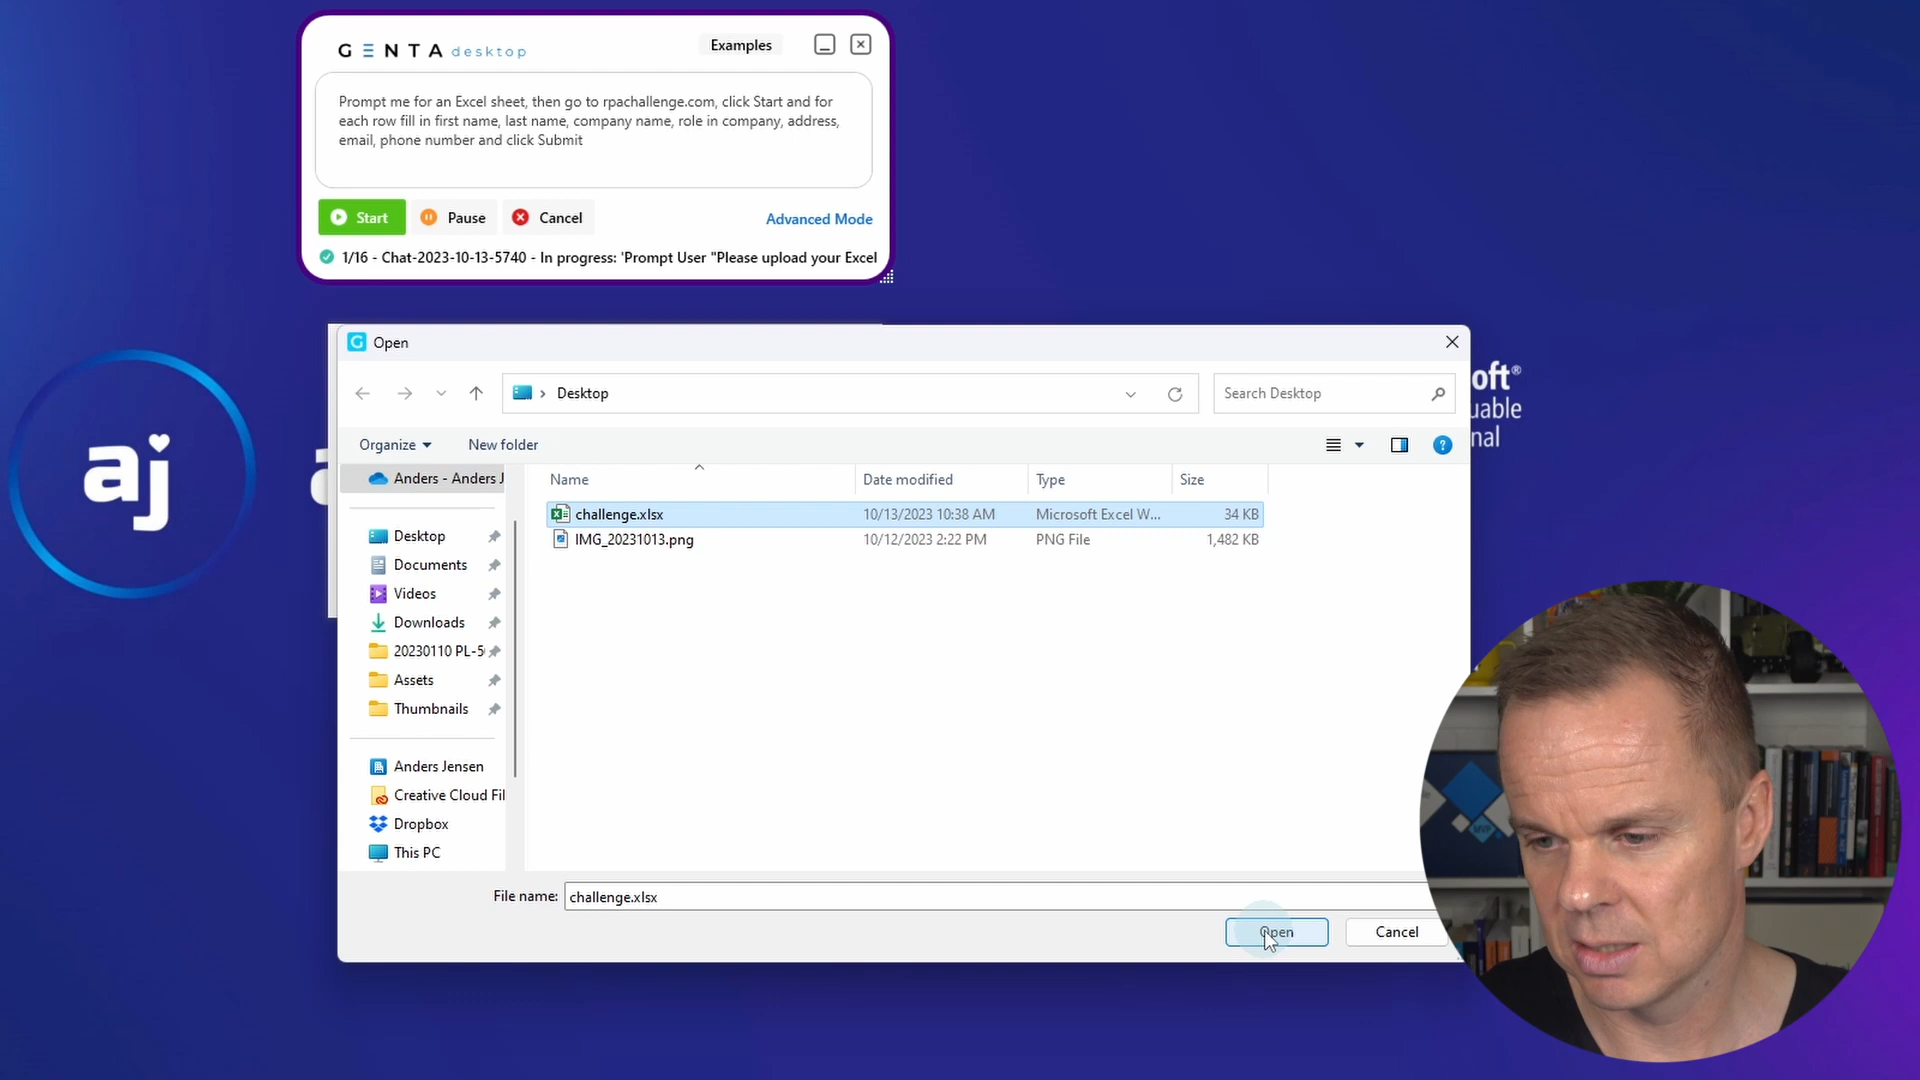 GENTA desktop
Examples
Prompt me for an Excel sheet, then go to rpachallenge.com, click Start and for
each row fill in first name, last name, company name, role in company, address,
email, phone number and click Submit
Start
Pause
Cancel
Advanced Mode
1/16 - Chat-2023-10-13-5740 - In progress: 'Prompt User "Please upload your Excel
G Open
Desktop
Search Desktop
Organize
New folder
Anders - Anders J
Name
Date modified
Type
Size
challenge.xlsx
10/13/2023 10:38 AM
Microsoft Excel W...
34 KB
IMG_20231013.png
10/12/2023 2:22 PM
PNG File
1,482 KB
Desktop
Documents
Videos
Downloads
20230110 PL-5
Assets
Thumbnails
Anders Jensen
Creative Cloud Fil
Dropbox
This PC
File name:
challenge.xlsx
Open
Cancel
aj
a
oft®
uable
nal
MVP